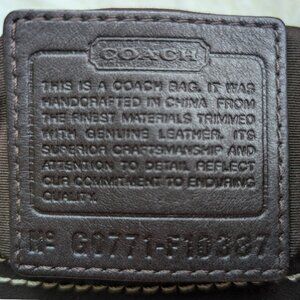 COACH
THIS IS A COACH BAG. IT WAS
HANDCRAFTED IN CHINA FROM
THE FINEST MATERIALS TRIMMED
WITH GENUINE LEATHER. ITS
SUPERIOR CRAFTSMANSHIP AND
ATTENTION TO DETAIL REFLECT
OUR COMMITMENT TO ENDURING
QUALITY.
Nº G0771-F10387